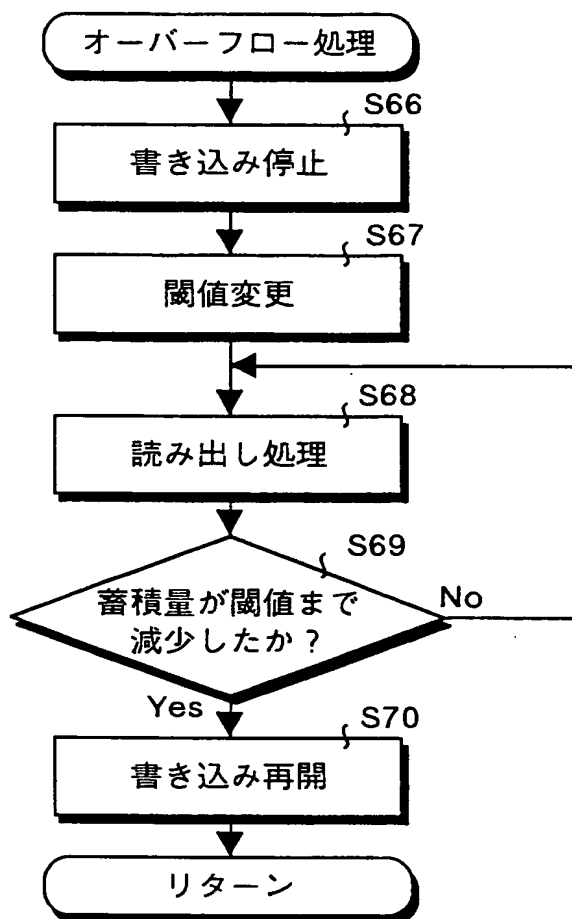 オーバーフロー処理
S66
書き込み停止
S67
閾値変更
S68
読み出し処理
S69
蓄積量が閾値まで
減少したか？
No
Yes
S70
書き込み再開
リターン